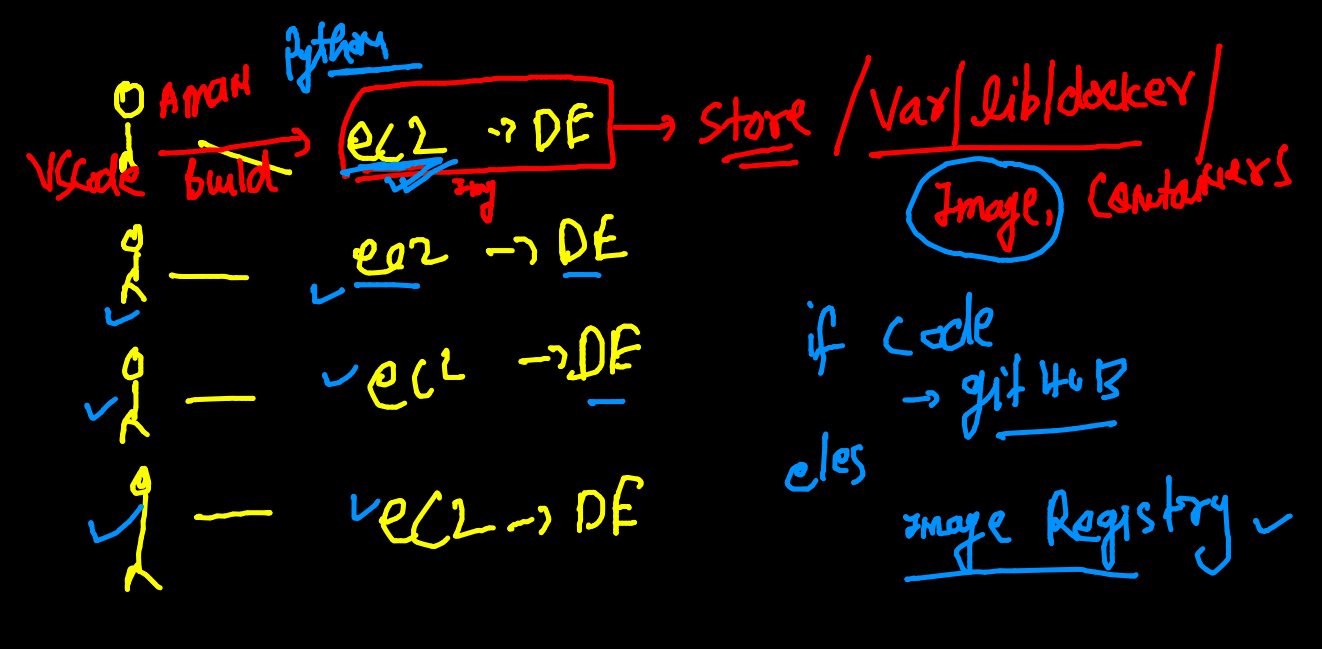 Python
AMAN
ec2 → DE → Store /var/lib/docker/
VSCode build img Image, Containers
ec2 → DE
if code
ec2 → DE → gitHuB
eles
ec2 → DE Image Registry